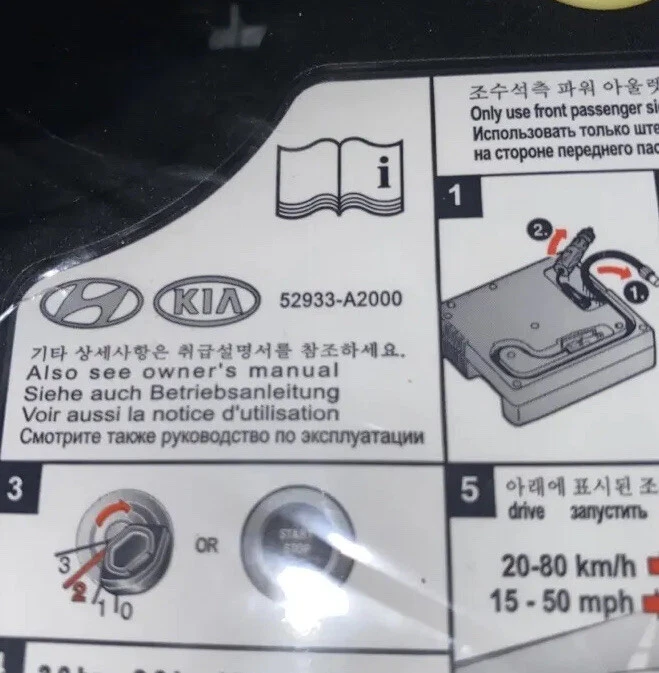 조수석측 파워 아울렛
Only use front passenger si
Использовать только ште
на стороне переднего пас
i
1
2.
1.
KIA 52933-A2000
기타 상세사항은 취급설명서를 참조하세요.
Also see owner's manual
Siehe auch Betriebsanleitung
Voir aussi la notice d'utilisation
Смотрите также руководство по эксплуатации
3
3
2
1
0
OR
START
STOP
5
아래에 표시된 조
drive запустить
20-80 km/h
15 - 50 mph